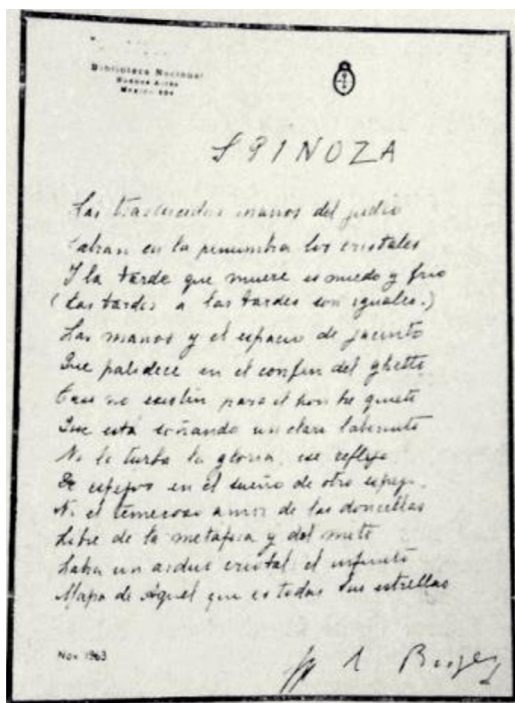 Biblioteca Nacional
Buenos Aires
México 564
SPINOZA
Las traslúcidas manos del judío
Labran en la penumbra los cristales
Y la tarde que muere es miedo y frío
(Las tardes a las tardes son iguales.)
Las manos y el espacio de jacinto
Que palidece en el confín del ghetto
Casi no existen para el hombre quieto
Que está soñando un claro laberinto
No lo turba la gloria, ese reflejo
De espejos en el sueño de otro espejo,
Ni el temeroso amor de las doncellas
Libre de la metáfora y del mito
Labra un arduo cristal: el infinito
Mapa de Aquel que es todas Sus estrellas
Nov 1963
J L Borges